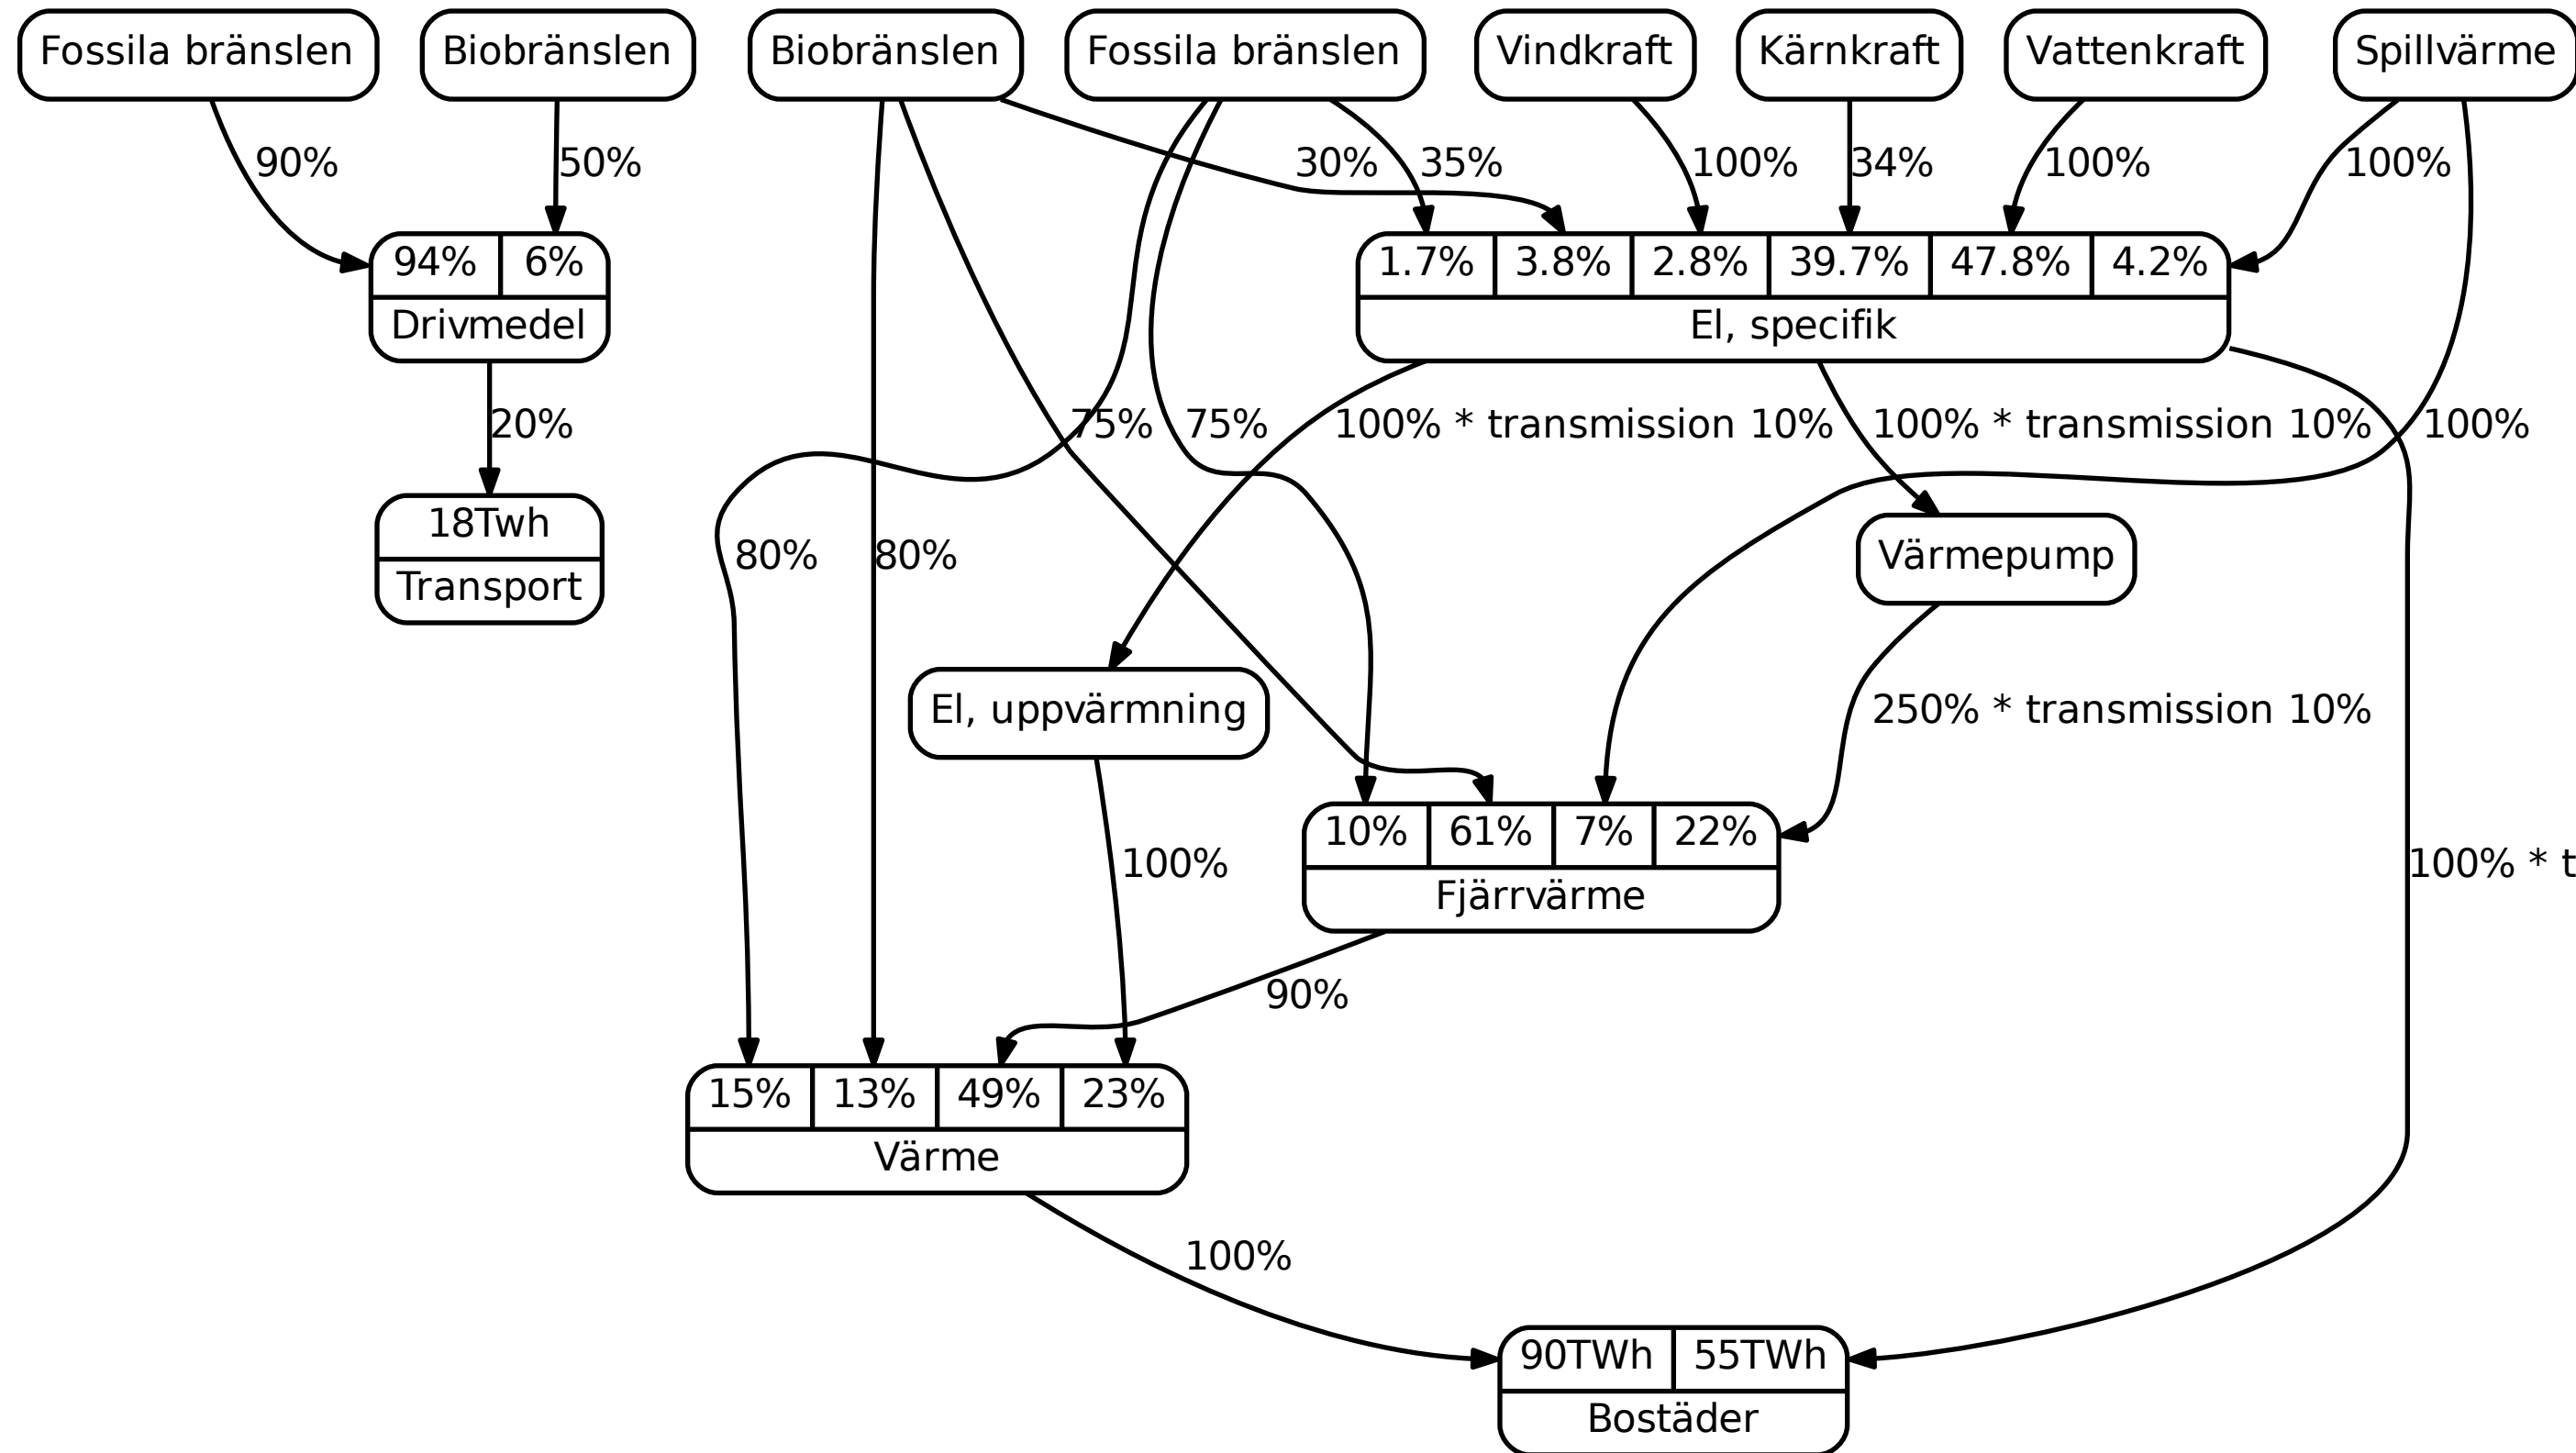 Fossila bränslen
Biobränslen
Biobränslen
Fossila bränslen
Vindkraft
Kärnkraft
Vattenkraft
Spillvärme
90%
50%
30%
35%
100%
34%
100%
100%
94%
6%
Drivmedel
1.7%
3.8%
2.8%
39.7%
47.8%
4.2%
El, specifik
20%
75%
75%
100% * transmission 10%
100% * transmission 10%
100%
18Twh
Transport
80%
80%
Värmepump
El, uppvärmning
250% * transmission 10%
10%
61%
7%
22%
Fjärrvärme
100%
100% * t
90%
15%
13%
49%
23%
Värme
100%
90TWh
55TWh
Bostäder